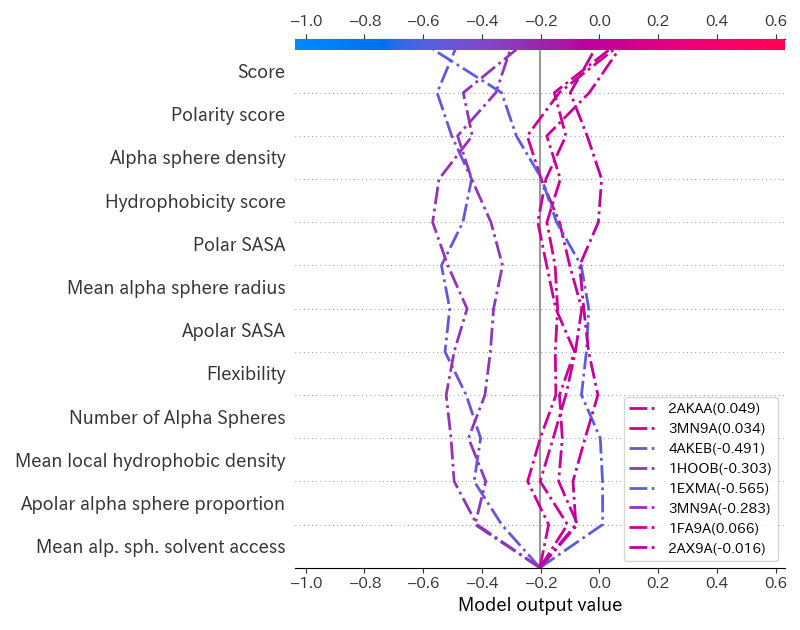 −1.0 −0.8 −0.6 −0.4 −0.2 0.0 0.2 0.4 0.6
Score
Polarity score
Alpha sphere density
Hydrophobicity score
Polar SASA
Mean alpha sphere radius
Apolar SASA
Flexibility
Number of Alpha Spheres
Mean local hydrophobic density
Apolar alpha sphere proportion
Mean alp. sph. solvent access
2AKAA(0.049)
3MN9A(0.034)
4AKEB(-0.491)
1HOOB(-0.303)
1EXMA(-0.565)
3MN9A(-0.283)
1FA9A(0.066)
2AX9A(-0.016)
−1.0 −0.8 −0.6 −0.4 −0.2 0.0 0.2 0.4 0.6
Model output value